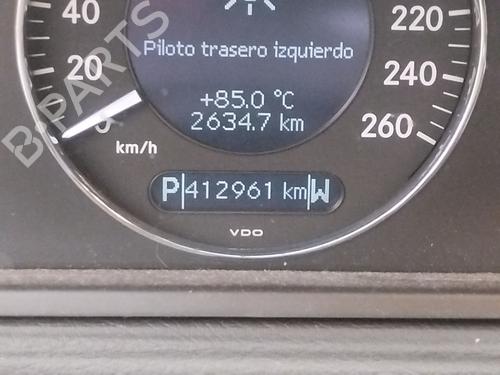 40
220
Piloto trasero izquierdo
20
240
+85.0 °C
2634.7 km
260
km/h
P 412961 km W
VDO
B-PARTS